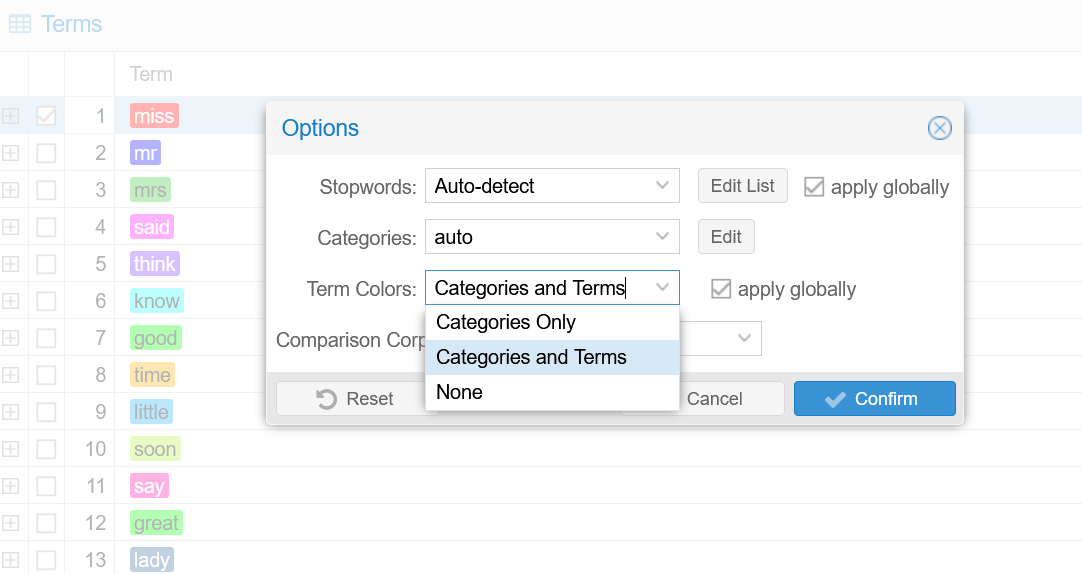 Terms
Term
1 miss
2 mr
3 mrs
4 said
5 think
6 know
7 good
8 time
9 little
10 soon
11 say
12 great
13 lady
Options
Stopwords: Auto-detect Edit List apply globally
Categories: auto Edit
Term Colors: Categories and Terms apply globally
Categories Only
Comparison Corp
Categories and Terms
None
Reset Cancel Confirm